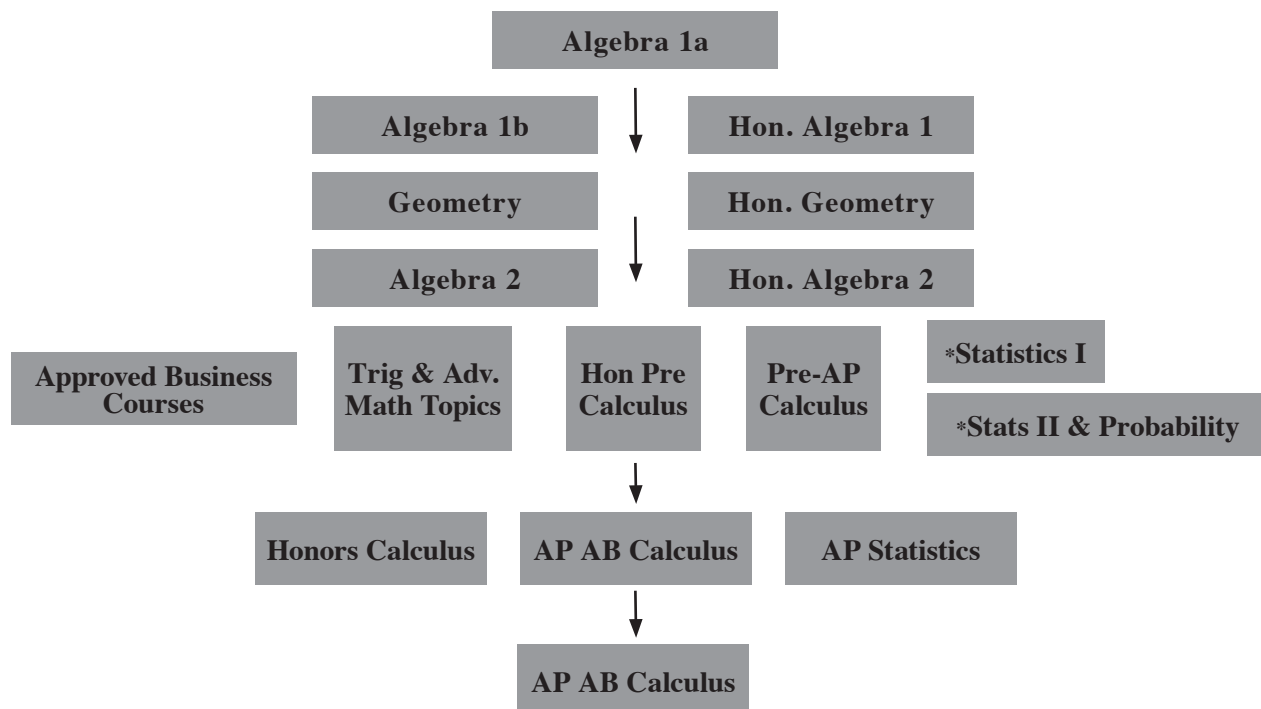 Algebra 1a
Algebra 1b
Hon. Algebra 1
Geometry
Hon. Geometry
Algebra 2
Hon. Algebra 2
Approved Business
Courses
Trig & Adv.
Math Topics
Hon Pre
Calculus
Pre-AP
Calculus
*Statistics I
*Stats II & Probability
Honors Calculus
AP AB Calculus
AP Statistics
AP AB Calculus